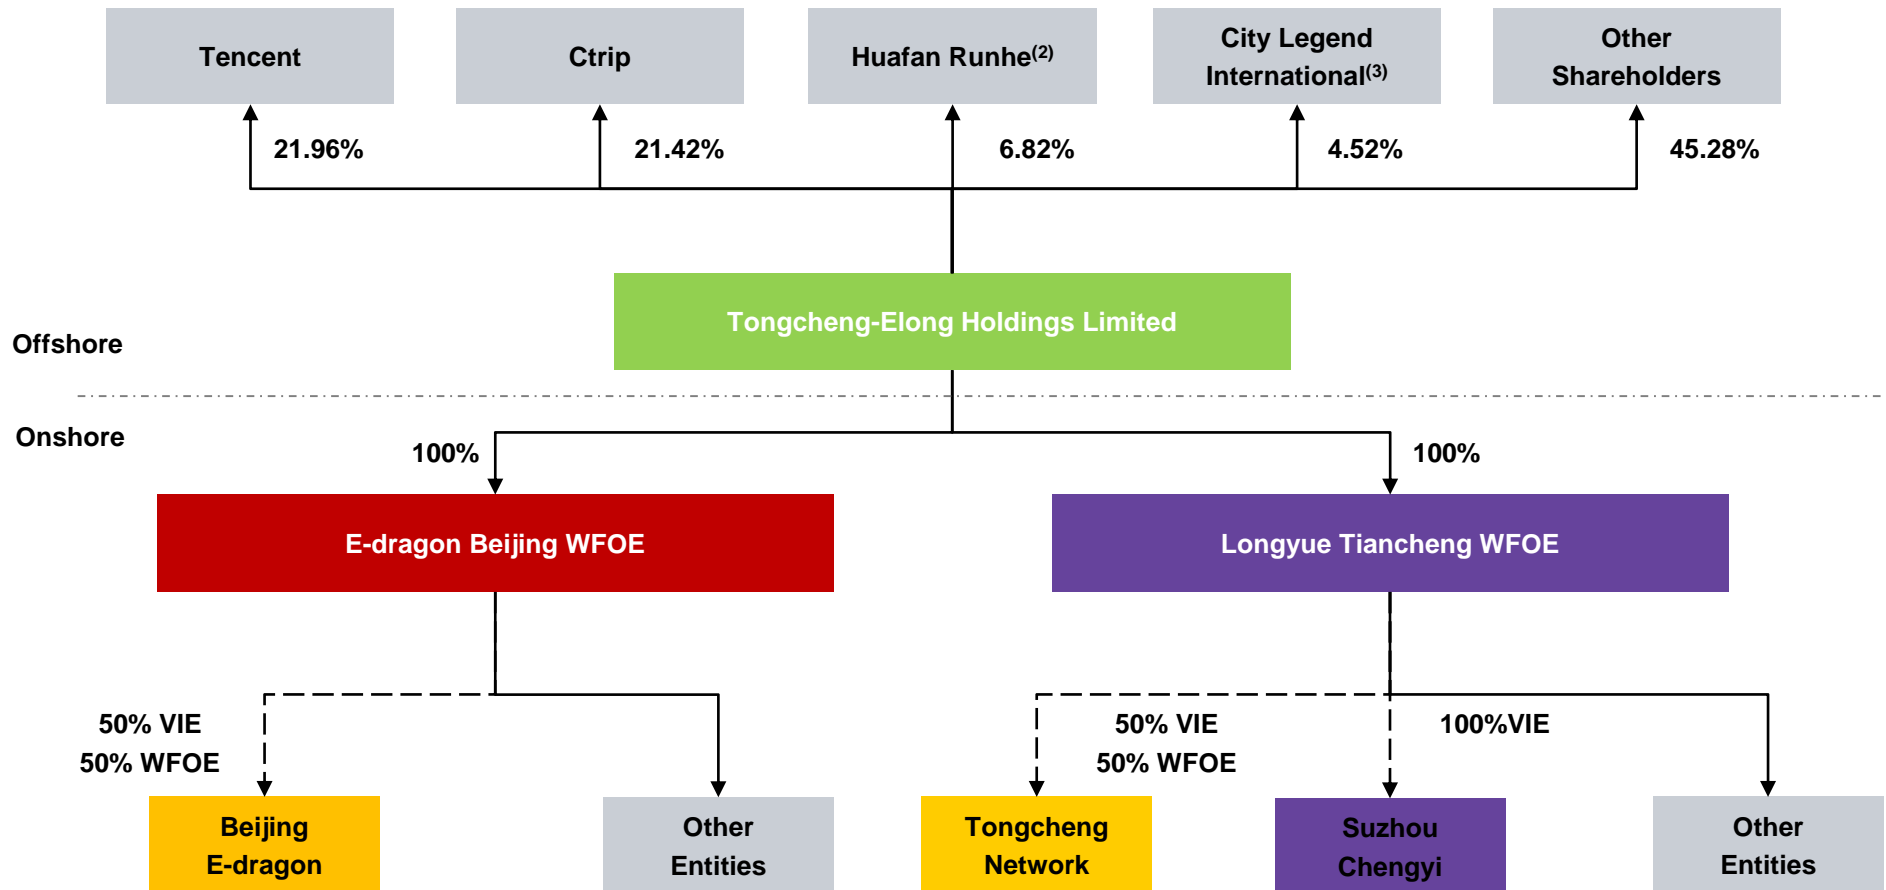 Tencent
Ctrip
Huafan Runhe(2)
City Legend
International(3)
Other
Shareholders
21.96%
21.42%
6.82%
4.52%
45.28%
Tongcheng-Elong Holdings Limited
Offshore
Onshore
100%
100%
E-dragon Beijing WFOE
Longyue Tiancheng WFOE
50% VIE
50% WFOE
50% VIE
50% WFOE
100%VIE
Beijing
E-dragon
Other
Entities
Tongcheng
Network
Suzhou
Chengyi
Other
Entities